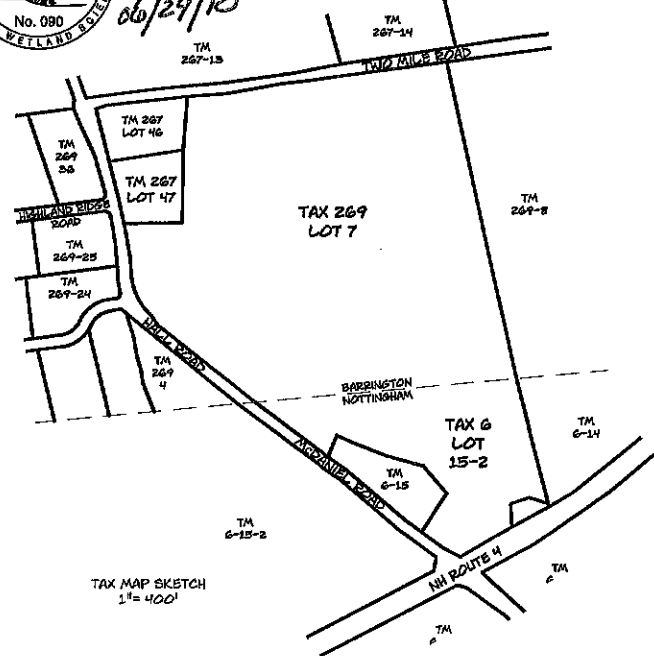 No. 090
WETLAND
06/24/10
TM
267-13
TM
267-14
TWO MILE ROAD
TM 267
LOT 46
TM
269
36
TM 267
LOT 47
TAX 269
LOT 7
TM
269-8
HIGHLAND RIDGE
ROAD
TM
269-25
TM
269-24
HALL ROAD
TM
269
4
BARRINGTON
NOTTINGHAM
TAX 6
LOT
15-2
TM
6-14
McDANIEL ROAD
TM
6-15
TM
6-15-2
NH ROUTE 4
TAX MAP SKETCH
1"= 400'
TM
TM